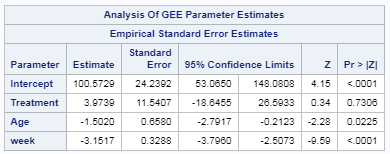 Analysis Of GEE Parameter Estimates
Empirical Standard Error Estimates
Parameter Estimate Standard Error 95% Confidence Limits Z Pr > |Z|
Intercept 100.5729 24.2392 53.0650 148.0808 4.15 <.0001
Treatment 3.9739 11.5407 -18.6455 26.5933 0.34 0.7306
Age -1.5020 0.6580 -2.7917 -0.2123 -2.28 0.0225
week -3.1517 0.3288 -3.7960 -2.5073 -9.59 <.0001